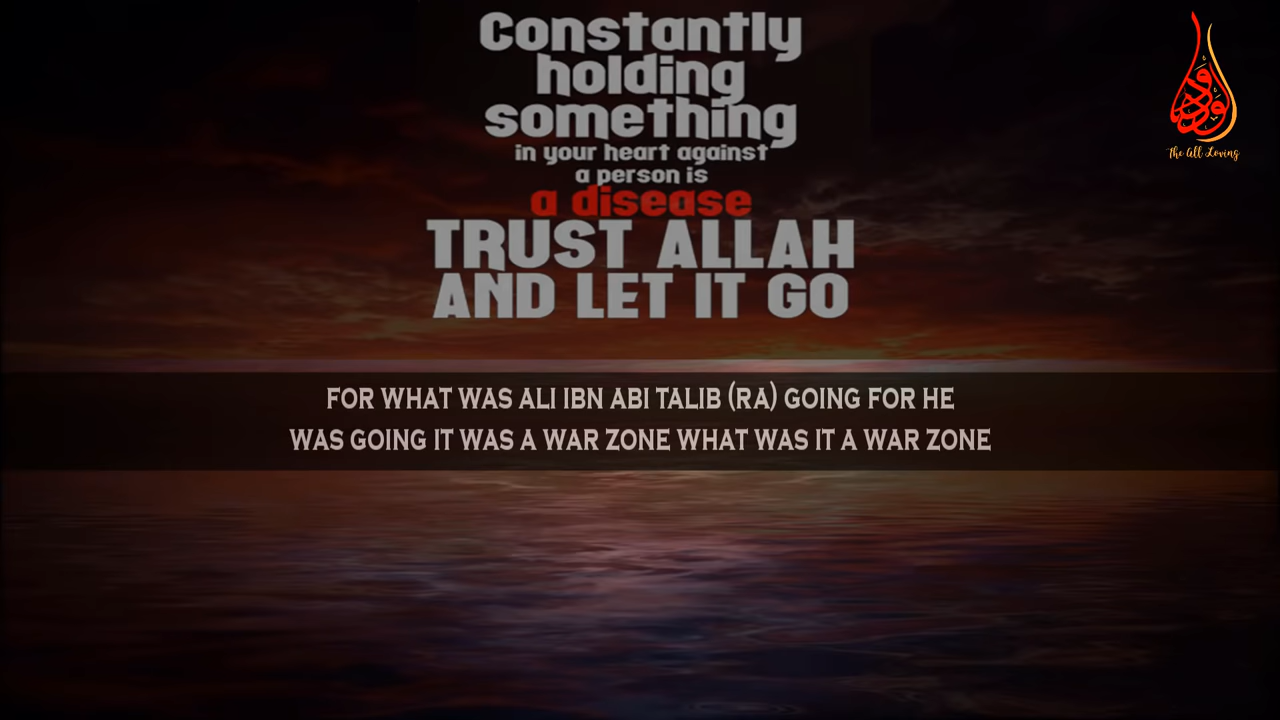 Constantly
holding
something
in your heart against
a person is
a disease
TRUST ALLAH
AND LET IT GO
الودود
The All Loving
FOR WHAT WAS ALI IBN ABI TALIB (RA) GOING FOR HE
WAS GOING IT WAS A WAR ZONE WHAT WAS IT A WAR ZONE